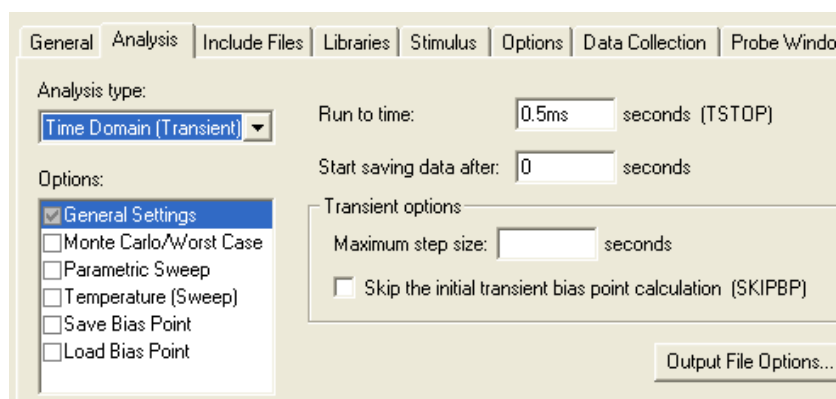 General Analysis Include Files Libraries Stimulus Options Data Collection Probe Windo
Analysis type:
Time Domain (Transient)
Run to time: 0.5ms seconds (TSTOP)
Start saving data after: 0 seconds
Options:
General Settings
Monte Carlo/Worst Case
Parametric Sweep
Temperature (Sweep)
Save Bias Point
Load Bias Point
Transient options
Maximum step size: seconds
Skip the initial transient bias point calculation (SKIPBP)
Output File Options...